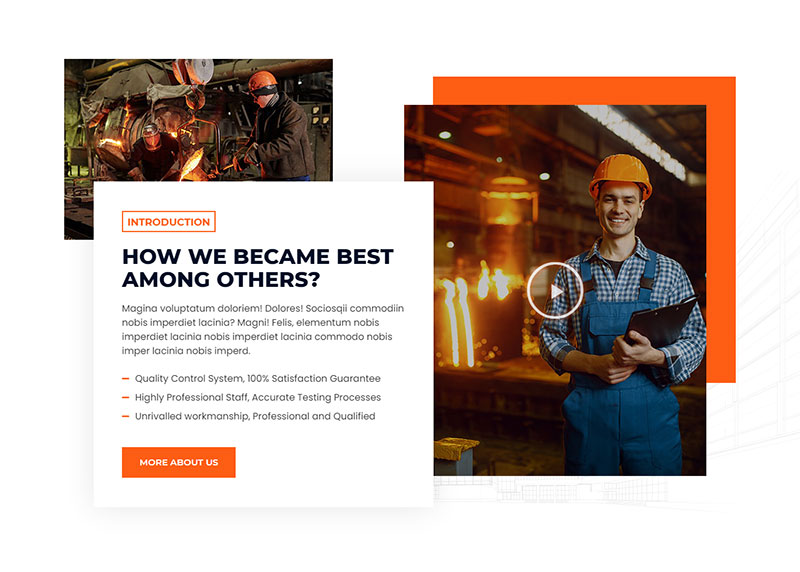 INTRODUCTION
HOW WE BECAME BEST
AMONG OTHERS?
Magina voluptatum doloriem! Dolores! Sociosqii commodiin
nobis imperdiet lacinia? Magni! Felis, elementum nobis
imperdiet lacinia nobis imperdiet lacinia commodo nobis
imper lacinia nobis imperd.
Quality Control System, 100% Satisfaction Guarantee
Highly Professional Staff, Accurate Testing Processes
Unrivalled workmanship, Professional and Qualified
MORE ABOUT US